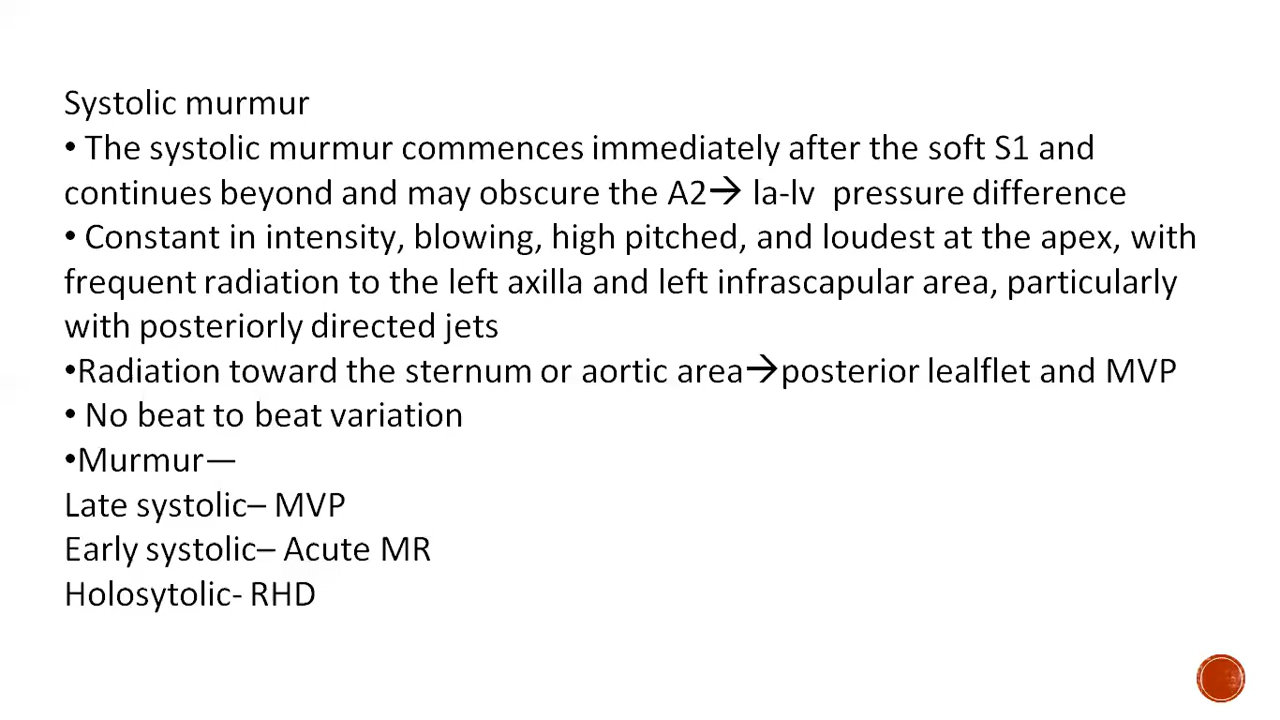 Systolic murmur
• The systolic murmur commences immediately after the soft S1 and
continues beyond and may obscure the A2→ la-lv pressure difference
• Constant in intensity, blowing, high pitched, and loudest at the apex, with
frequent radiation to the left axilla and left infrascapular area, particularly
with posteriorly directed jets
•Radiation toward the sternum or aortic area→posterior lealflet and MVP
• No beat to beat variation
•Murmur—
Late systolic– MVP
Early systolic– Acute MR
Holosytolic- RHD